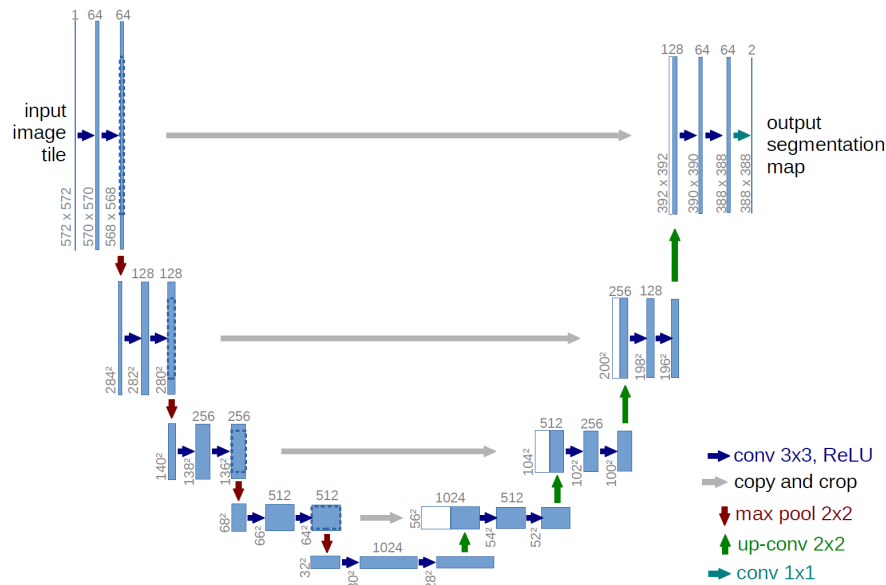 1 64 64
input
image
tile
572 x 572
570 x 570
568 x 568
128 64 64 2
output
segmentation
map
392 x 392
390 x 390
388 x 388
388 x 388
128 128
284²
282²
280²
256 128
200²
198²
196²
256 256
140²
138²
136²
512 256
104²
102²
100²
512 512
68²
66²
64²
1024 512
56²
54²
52²
1024
32²
30²
28²
conv 3x3, ReLU
copy and crop
max pool 2x2
up-conv 2x2
conv 1x1